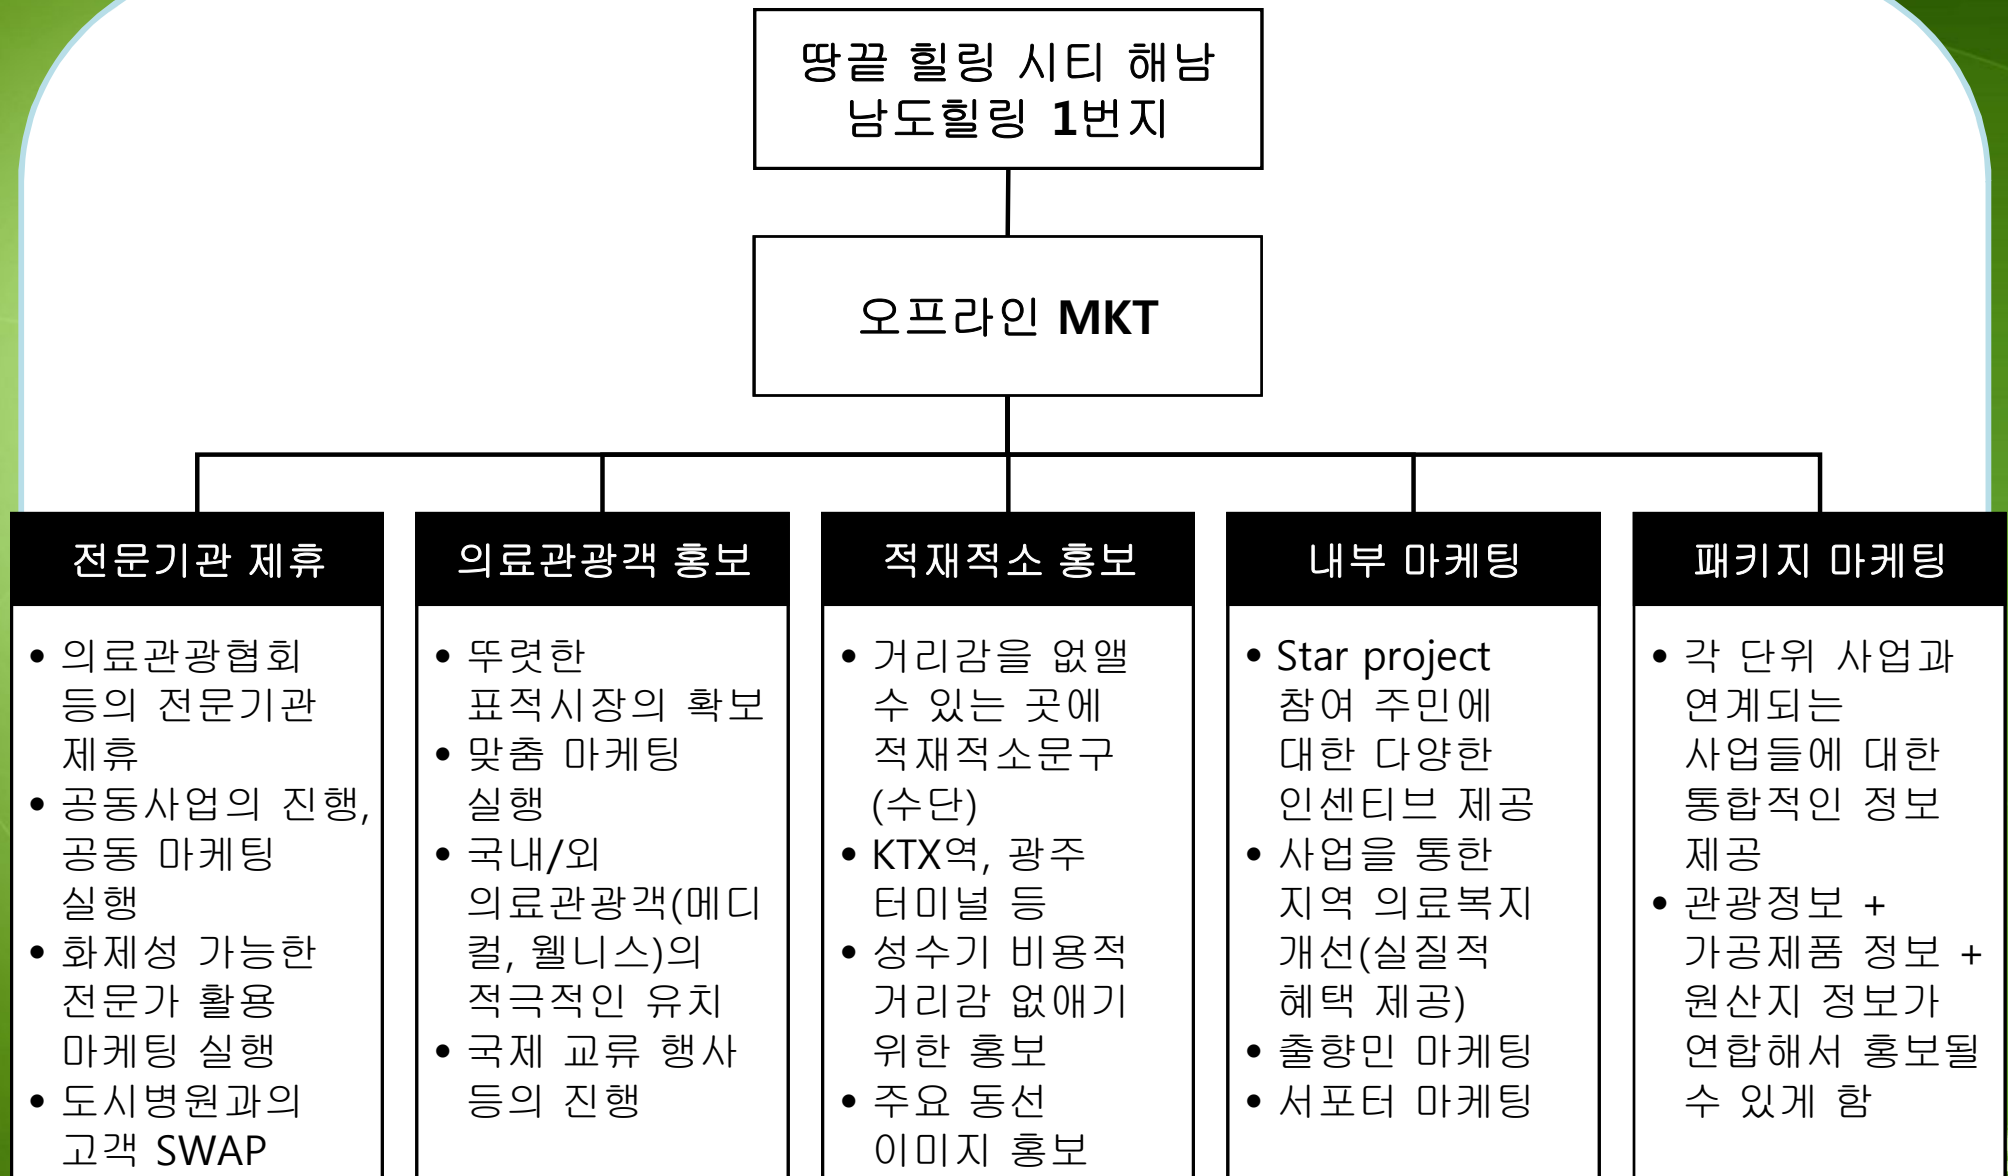 땅끝 힐링 시티 해남
남도힐링 1번지
오프라인 MKT
전문기관 제휴
• 의료관광협회
등의 전문기관
제휴
• 공동사업의 진행,
공동 마케팅
실행
• 화제성 가능한
전문가 활용
마케팅 실행
• 도시병원과의
고객 SWAP
의료관광객 홍보
• 뚜렷한
표적시장의 확보
• 맞춤 마케팅
실행
• 국내/외
의료관광객(메디
컬, 웰니스)의
적극적인 유치
• 국제 교류 행사
등의 진행
적재적소 홍보
• 거리감을 없앨
수 있는 곳에
적재적소문구
(수단)
• KTX역, 광주
터미널 등
• 성수기 비용적
거리감 없애기
위한 홍보
• 주요 동선
이미지 홍보
내부 마케팅
• Star project
참여 주민에
대한 다양한
인센티브 제공
• 사업을 통한
지역 의료복지
개선(실질적
혜택 제공)
• 출향민 마케팅
• 서포터 마케팅
패키지 마케팅
• 각 단위 사업과
연계되는
사업들에 대한
통합적인 정보
제공
• 관광정보 +
가공제품 정보 +
원산지 정보가
연합해서 홍보될
수 있게 함